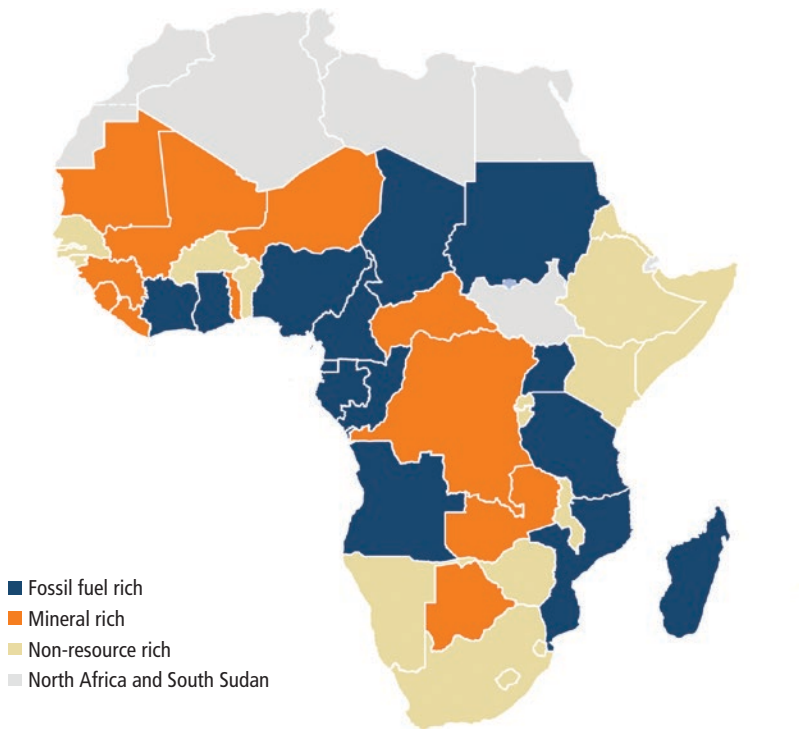 Fossil fuel rich
Mineral rich
Non-resource rich
North Africa and South Sudan